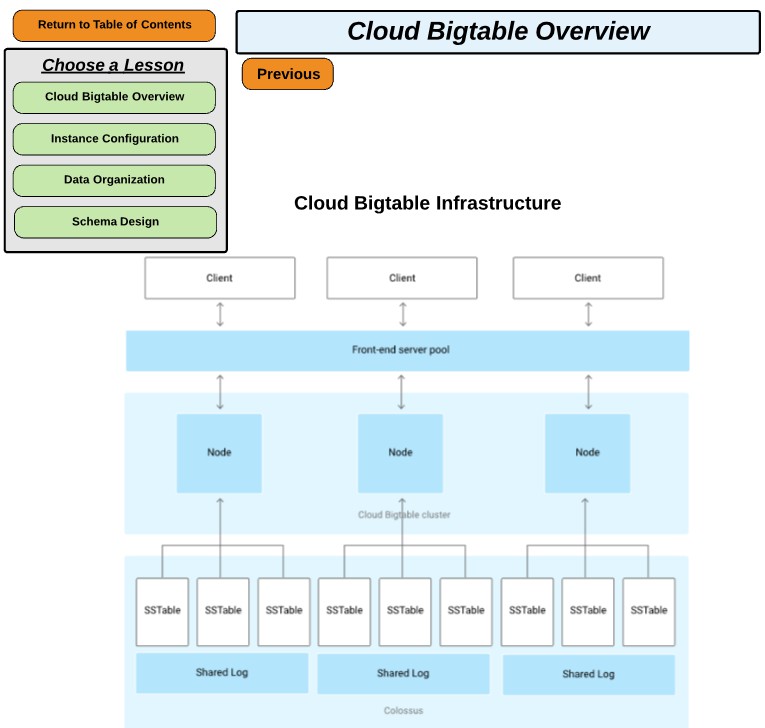 Return to Table of Contents
Cloud Bigtable Overview
Choose a Lesson
Previous
Cloud Bigtable Overview
Instance Configuration
Data Organization
Schema Design
Cloud Bigtable Infrastructure
Client Client Client
Front-end server pool
Node Node Node
Cloud Bigtable cluster
SSTable SSTable SSTable SSTable SSTable SSTable SSTable SSTable SSTable
Shared Log Shared Log Shared Log
Colossus